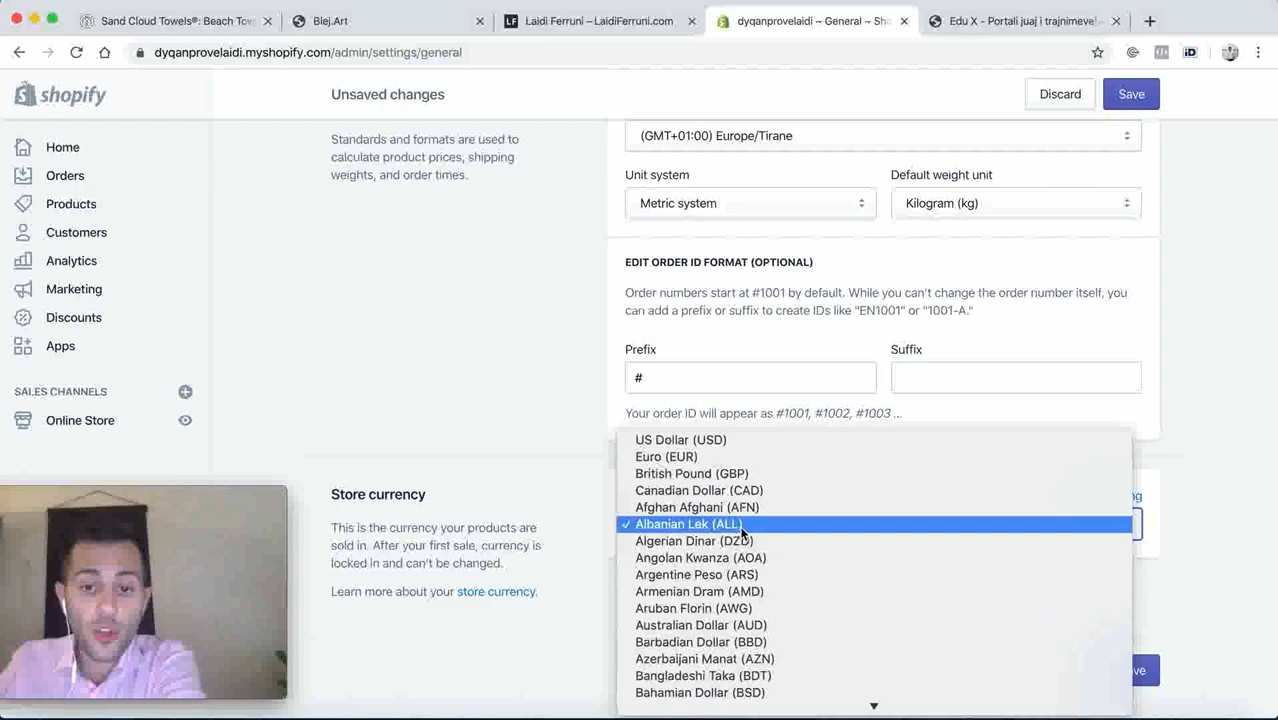 Sand Cloud Towels®: Beach Tow
Blej.Art
LF Laidi Ferruni – LaidiFerruni.com
dyqanprovelaidi ~ General ~ Sho
Edu X - Portali juaj i trajnimeve!
dyqanprovelaidi.myshopify.com/admin/settings/general
iD
shopify
Unsaved changes
Discard
Save
Home
Orders
Products
Customers
Analytics
Marketing
Discounts
Apps
SALES CHANNELS
Online Store
Standards and formats are used to
calculate product prices, shipping
weights, and order times.
(GMT+01:00) Europe/Tirane
Unit system
Default weight unit
Metric system
Kilogram (kg)
EDIT ORDER ID FORMAT (OPTIONAL)
Order numbers start at #1001 by default. While you can't change the order number itself, you
can add a prefix or suffix to create IDs like "EN1001" or "1001-A."
Prefix
Suffix
#
Your order ID will appear as #1001, #1002, #1003 ...
Store currency
This is the currency your products are
sold in. After your first sale, currency is
locked in and can't be changed.
Learn more about your store currency.
US Dollar (USD)
Euro (EUR)
British Pound (GBP)
Canadian Dollar (CAD)
Afghan Afghani (AFN)
✓ Albanian Lek (ALL)
Algerian Dinar (DZD)
Angolan Kwanza (AOA)
Argentine Peso (ARS)
Armenian Dram (AMD)
Aruban Florin (AWG)
Australian Dollar (AUD)
Barbadian Dollar (BBD)
Azerbaijani Manat (AZN)
Bangladeshi Taka (BDT)
Bahamian Dollar (BSD)
ng
ve